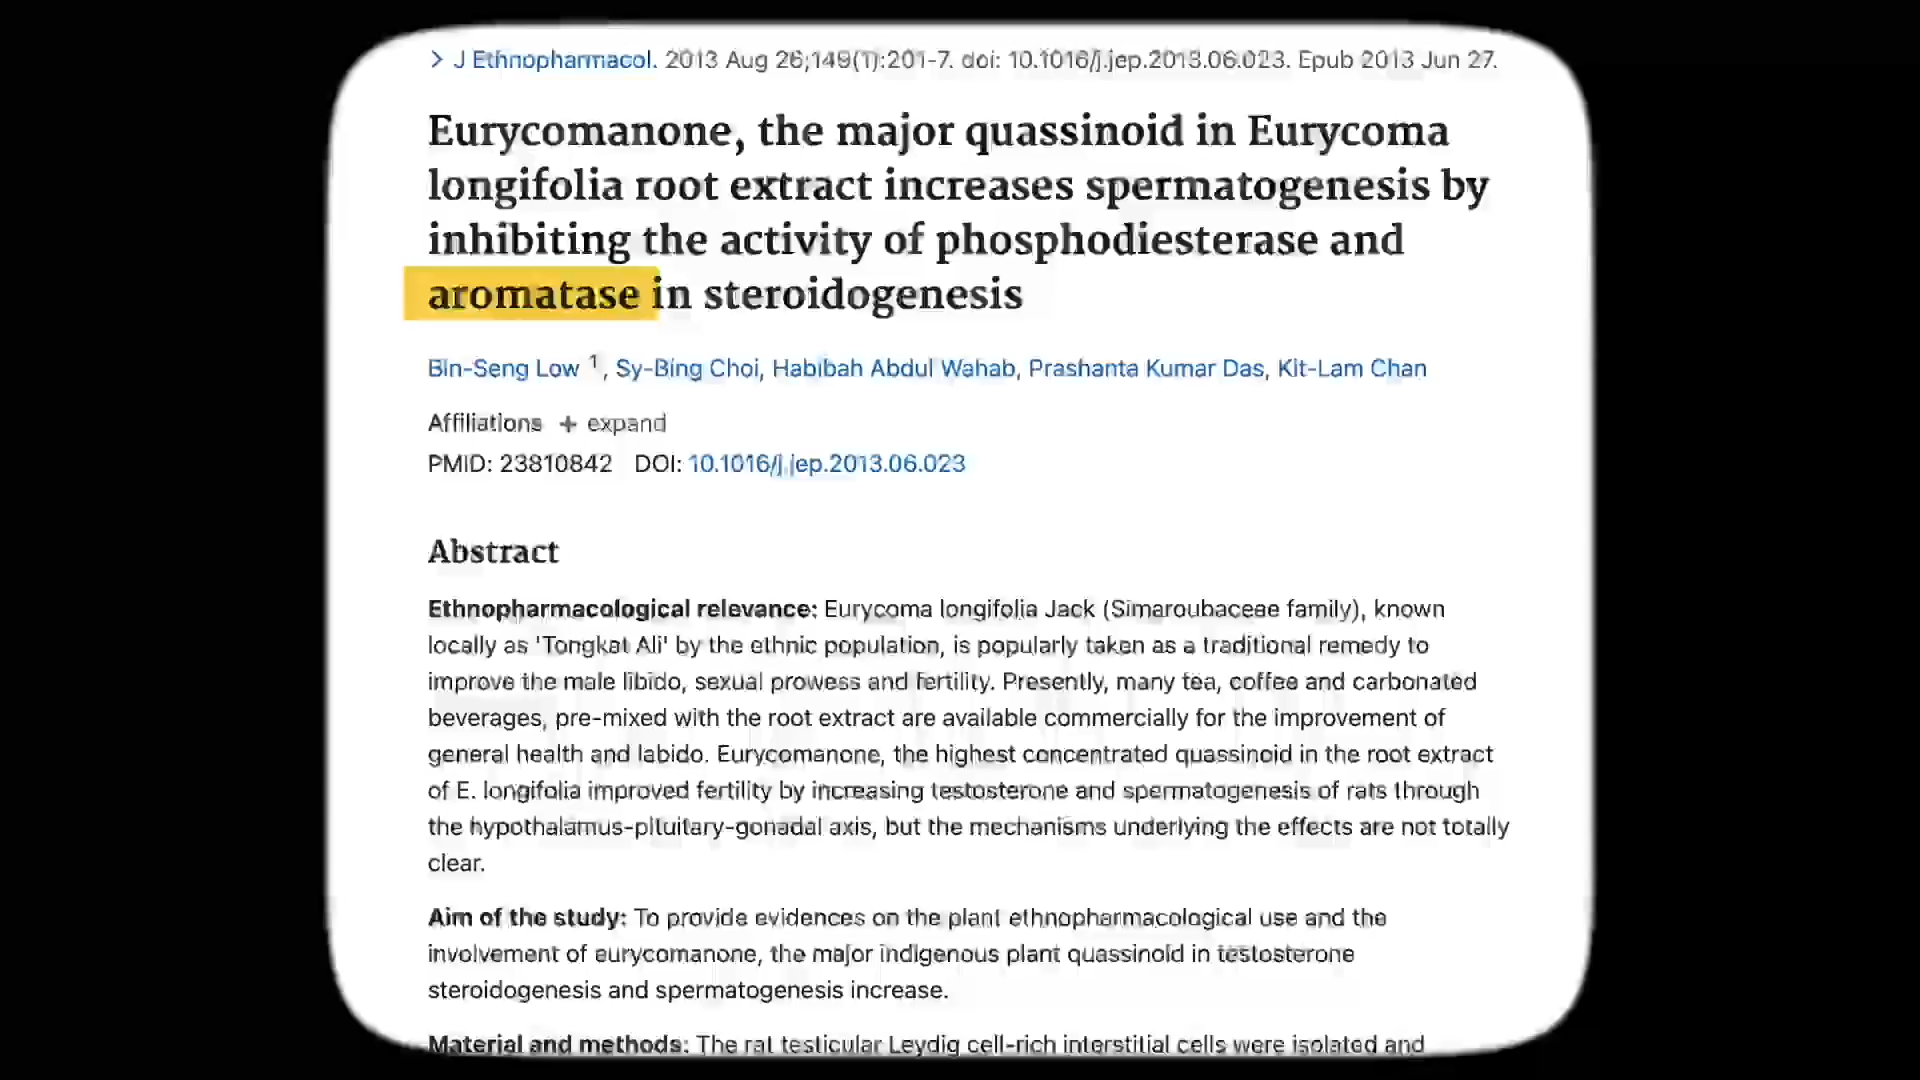 > J Ethnopharmacol. 2013 Aug 26;149(1):201-7. doi: 10.1016/j.jep.2013.06.023. Epub 2013 Jun 27.
Eurycomanone, the major quassinoid in Eurycoma
longifolia root extract increases spermatogenesis by
inhibiting the activity of phosphodiesterase and
aromatase in steroidogenesis
Bin-Seng Low 1, Sy-Bing Choi, Habibah Abdul Wahab, Prashanta Kumar Das, Kit-Lam Chan
Affiliations + expand
PMID: 23810842 DOI: 10.1016/j.jep.2013.06.023
Abstract
Ethnopharmacological relevance: Eurycoma longifolia Jack (Simaroubaceae family), known
locally as 'Tongkat Ali' by the ethnic population, is popularly taken as a traditional remedy to
improve the male libido, sexual prowess and fertility. Presently, many tea, coffee and carbonated
beverages, pre-mixed with the root extract are available commercially for the improvement of
general health and labido. Eurycomanone, the highest concentrated quassinoid in the root extract
of E. longifolia improved fertility by increasing testosterone and spermatogenesis of rats through
the hypothalamus-pituitary-gonadal axis, but the mechanisms underlying the effects are not totally
clear.
Aim of the study: To provide evidences on the plant ethnopharmacological use and the
involvement of eurycomanone, the major indigenous plant quassinoid in testosterone
steroidogenesis and spermatogenesis increase.
Material and methods: The rat testicular Leydig cell-rich interstitial cells were isolated and